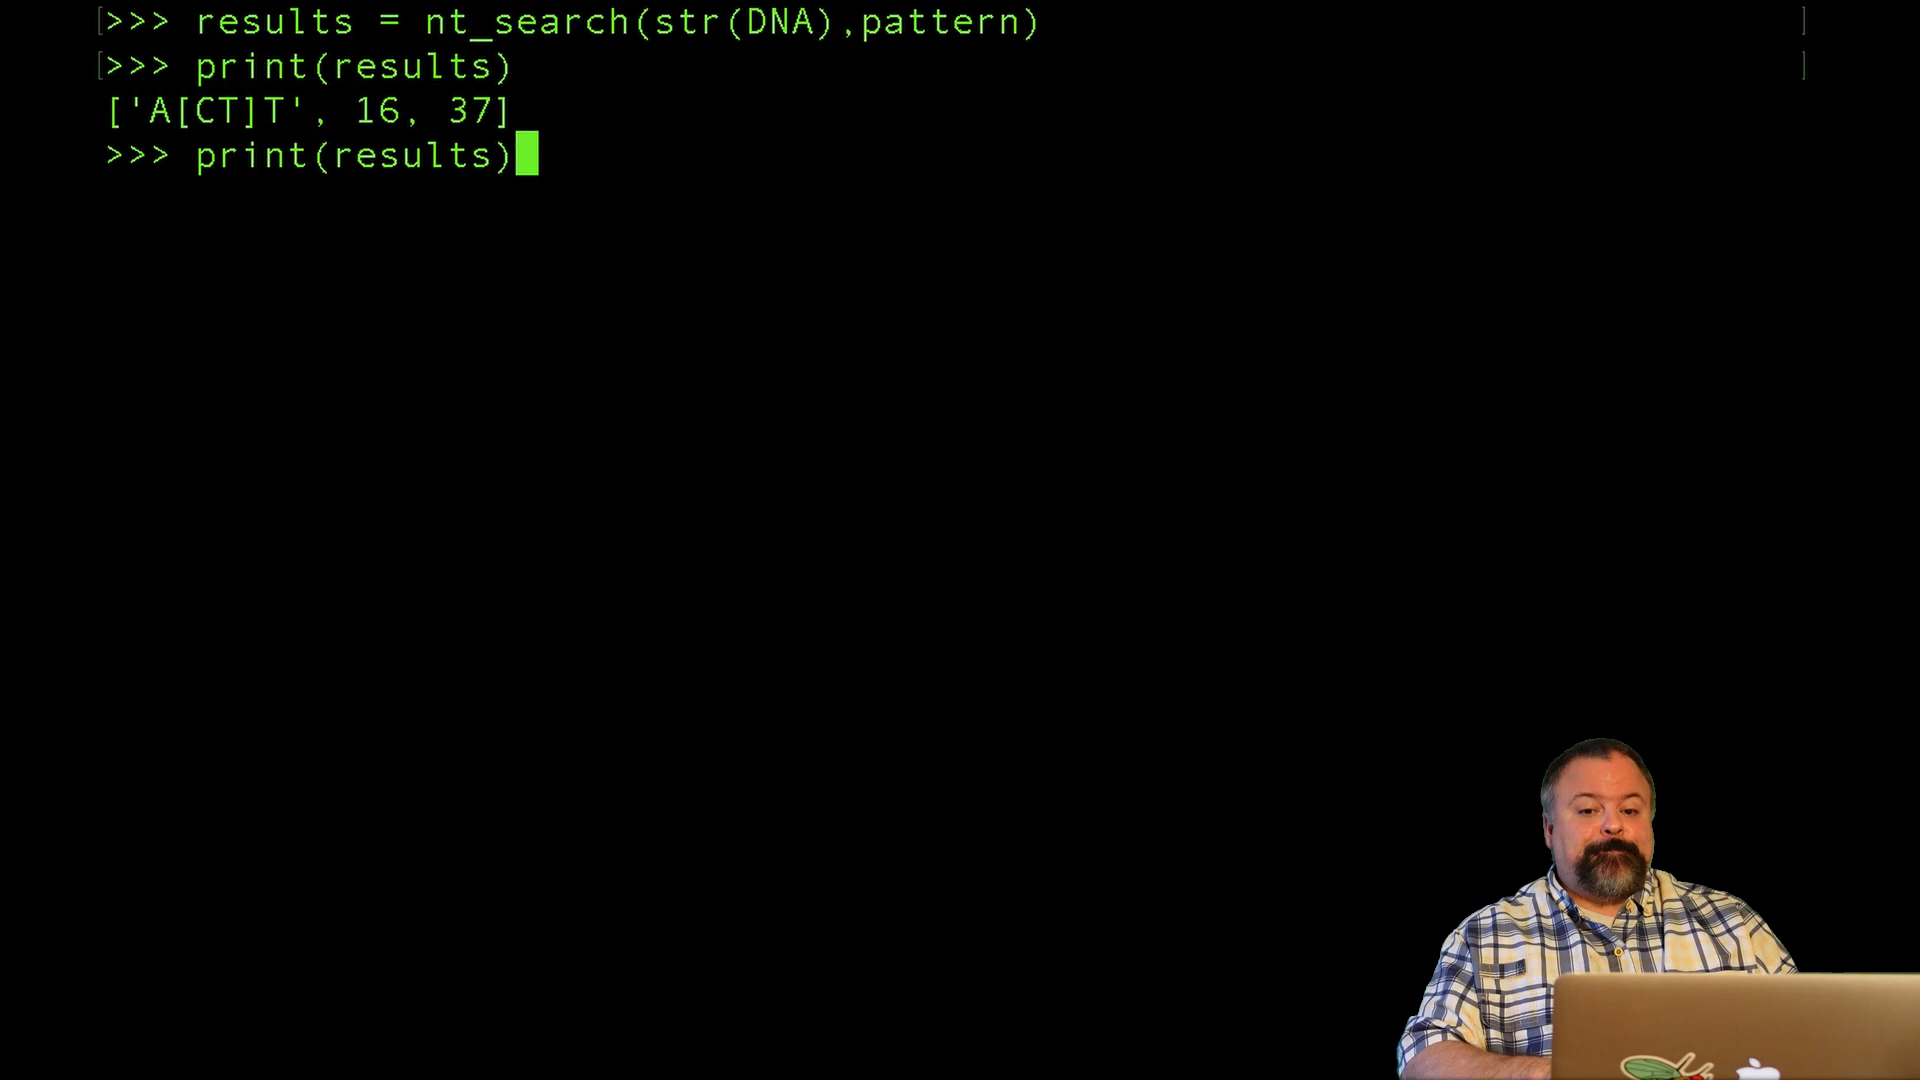 >>> results = nt_search(str(DNA),pattern)
>>> print(results)
['A[CT]T', 16, 37]
>>> print(results)